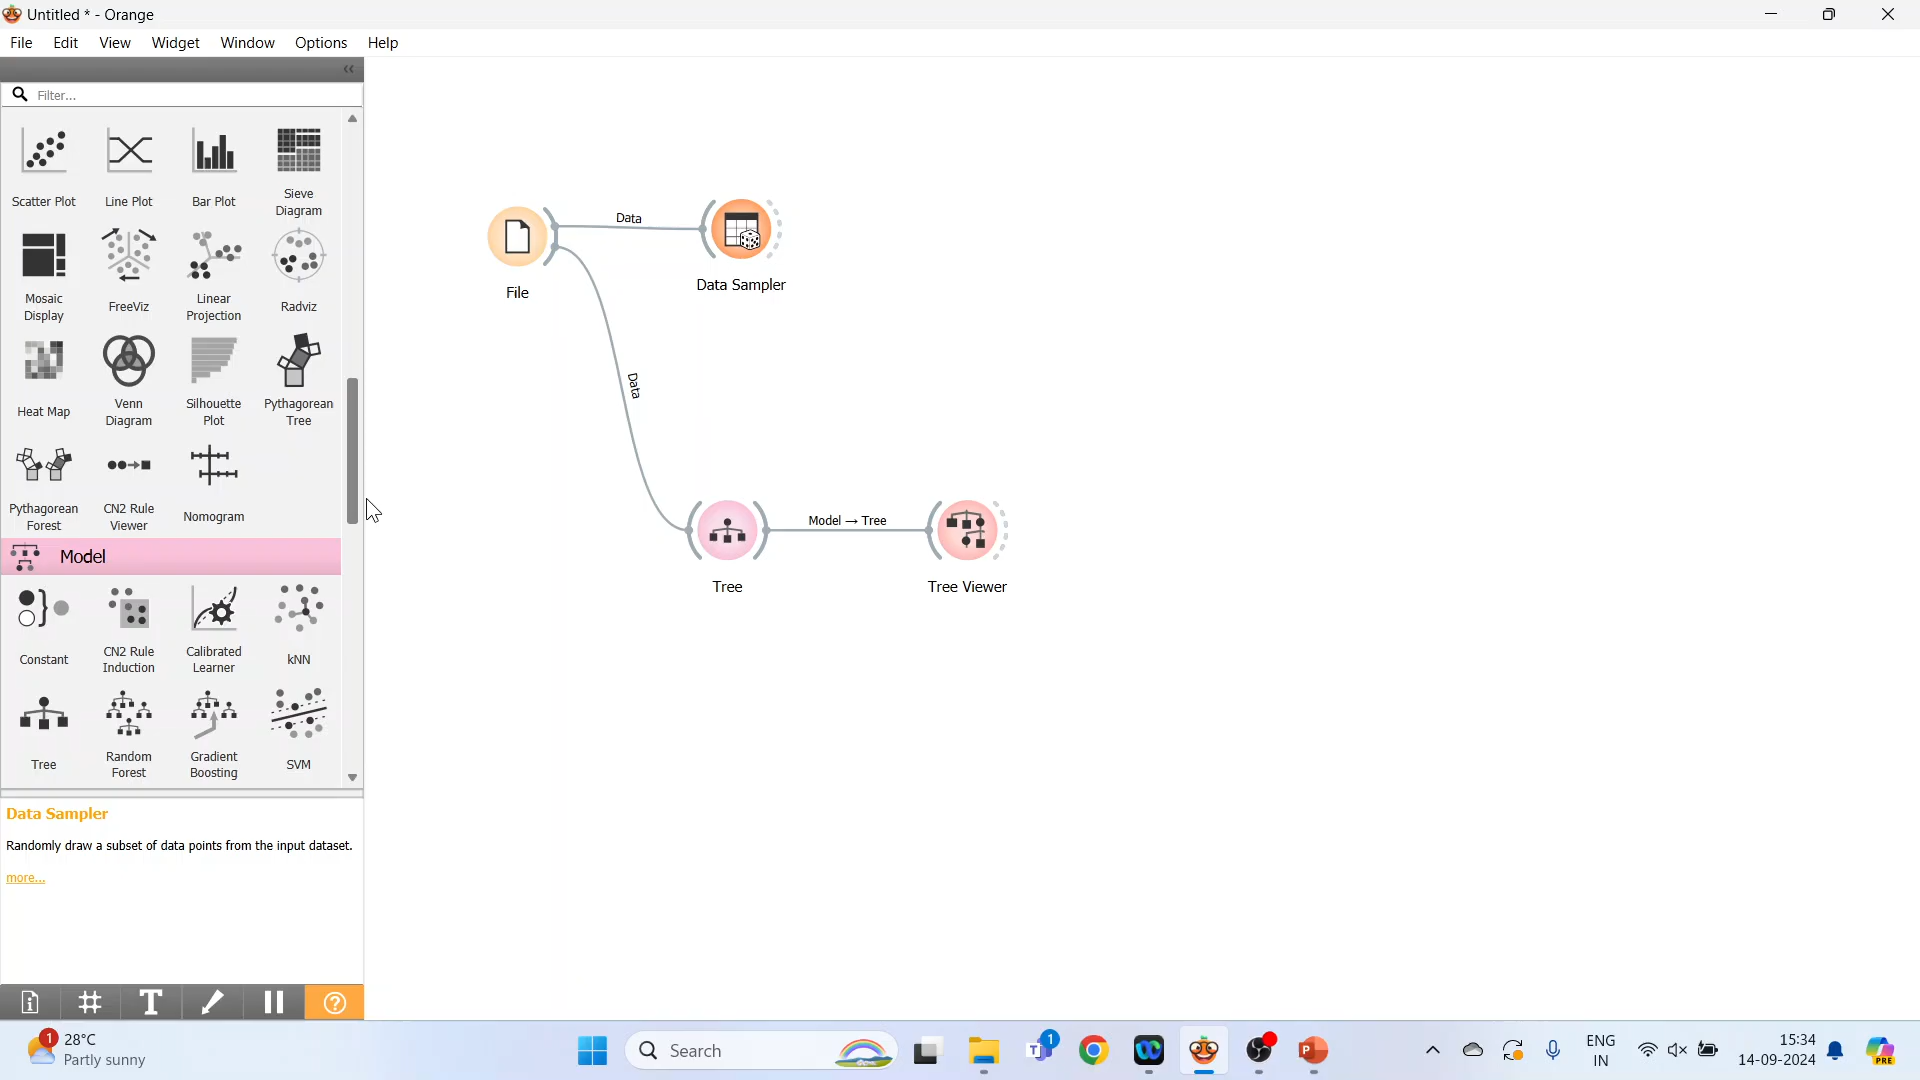 Untitled * - Orange
File Edit View Widget Window Options Help
Filter...
Scatter Plot
Line Plot
Bar Plot
Sieve
Diagram
Mosaic
Display
FreeViz
Linear
Projection
Radviz
Heat Map
Venn
Diagram
Silhouette
Plot
Pythagorean
Tree
Pythagorean
Forest
CN2 Rule
Viewer
Nomogram
Model
Constant
CN2 Rule
Induction
Calibrated
Learner
kNN
Tree
Random
Forest
Gradient
Boosting
SVM
Data Sampler
Randomly draw a subset of data points from the input dataset.
more...
File
Data
Data Sampler
Data
Tree
Model → Tree
Tree Viewer
1
28°C
Partly sunny
Search
1
PRE
ENG
IN
15:34
14-09-2024